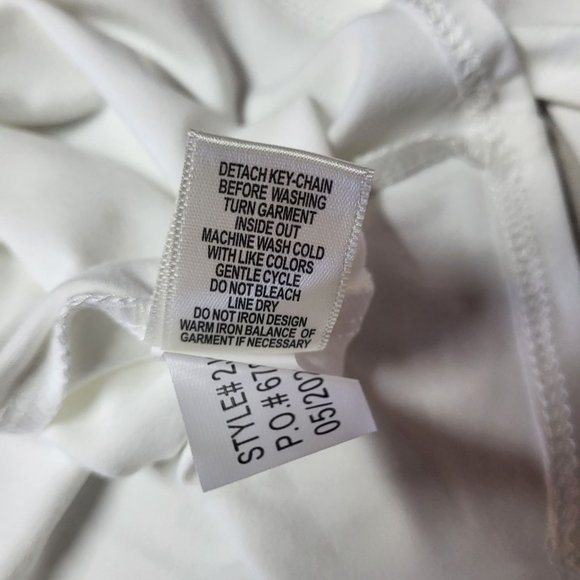 DETACH KEY-CHAIN
BEFORE WASHING
TURN GARMENT
INSIDE OUT
MACHINE WASH COLD
WITH LIKE COLORS
GENTLE CYCLE
DO NOT BLEACH
LINE DRY
DO NOT IRON DESIGN
WARM IRON BALANCE OF
GARMENT IF NECESSARY
STYLE#
P.O.#